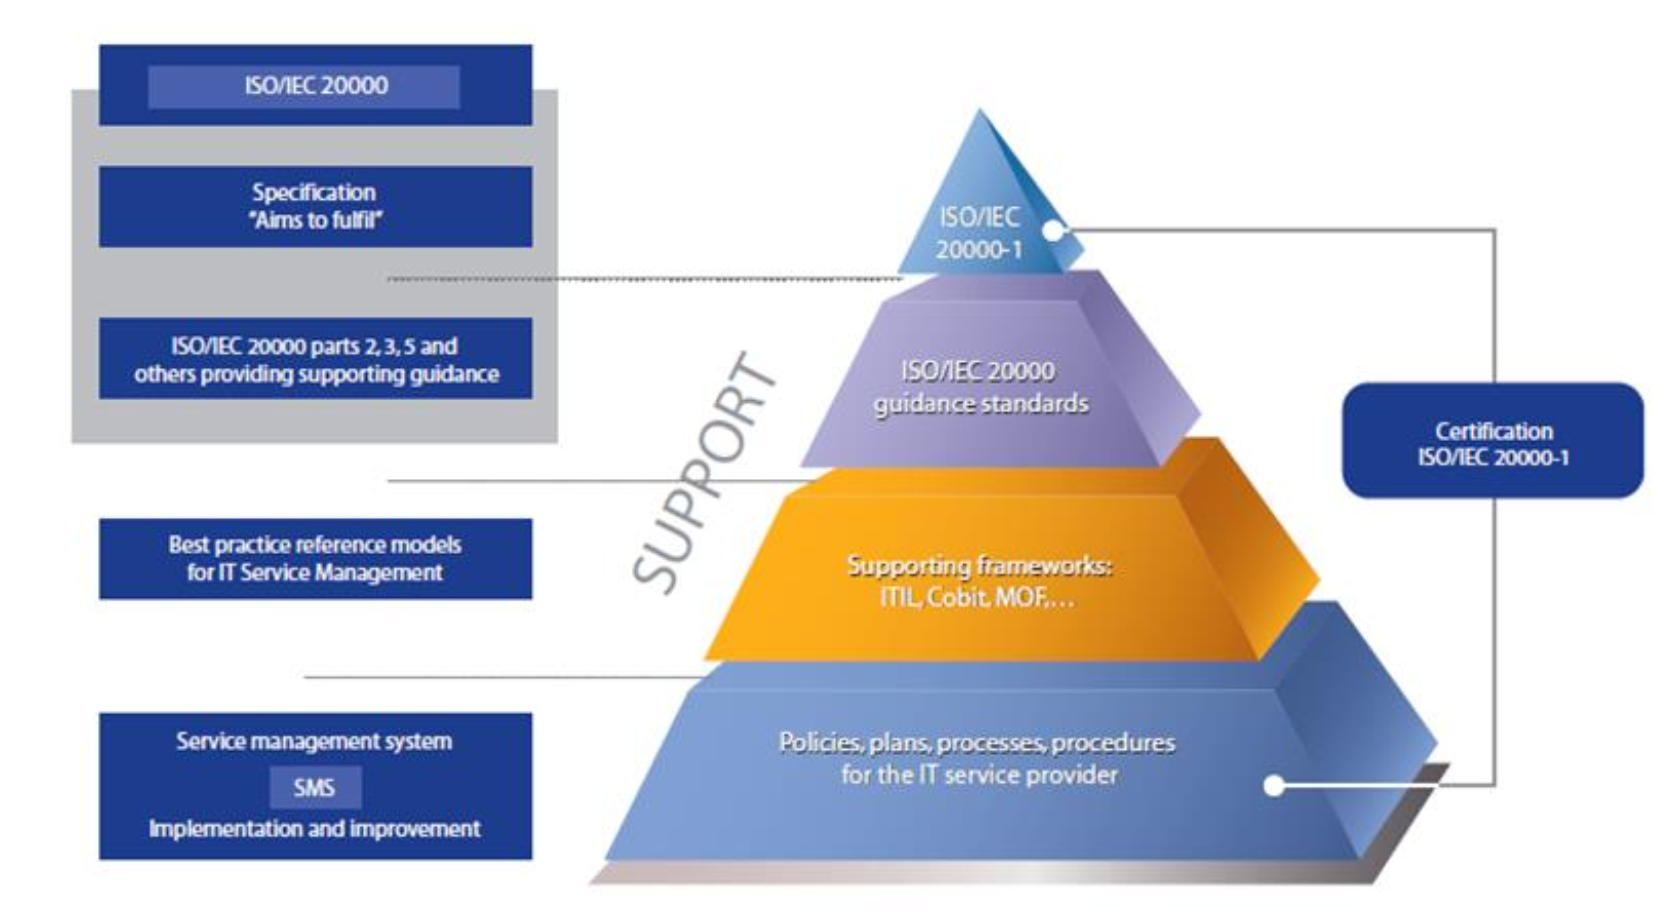 ISO/IEC 20000
Specification
"Aims to fulfil"
ISO/IEC 20000 parts 2, 3, 5 and
others providing supporting guidance
Best practice reference models
for IT Service Management
Service management system
SMS
Implementation and improvement
SUPPORT
ISO/IEC
20000-1
ISO/IEC 20000
guidance standards
Supporting frameworks:
ITIL, Cobit, MOF,…
Policies, plans, processes, procedures
for the IT service provider
Certification
ISO/IEC 20000-1